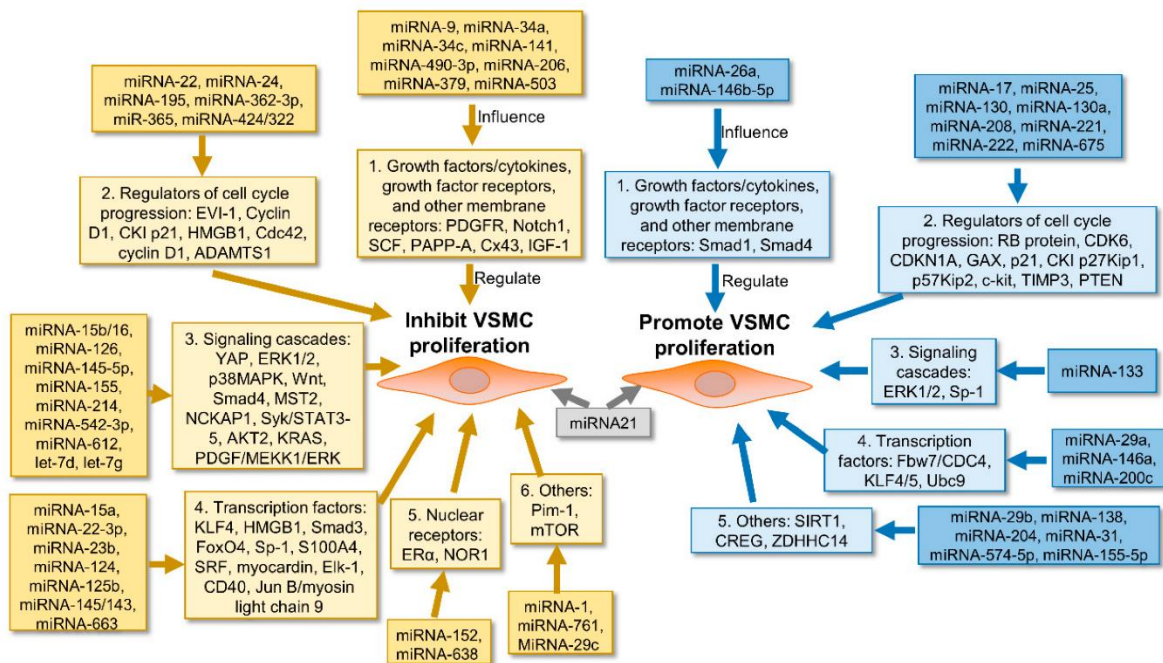 miRNA-9, miRNA-34a,
miRNA-34c, miRNA-141,
miRNA-490-3p, miRNA-206,
miRNA-379, miRNA-503
Influence
1. Growth factors/cytokines,
growth factor receptors,
and other membrane
receptors: PDGFR, Notch1,
SCF, PAPP-A, Cx43, IGF-1
Regulate
miRNA-22, miRNA-24,
miRNA-195, miRNA-362-3p,
miR-365, miRNA-424/322
2. Regulators of cell cycle
progression: EVI-1, Cyclin
D1, CKI p21, HMGB1, Cdc42,
cyclin D1, ADAMTS1
Inhibit VSMC
proliferation
miRNA-15b/16,
miRNA-126,
miRNA-145-5p,
miRNA-155,
miRNA-214,
miRNA-542-3p,
miRNA-612,
let-7d, let-7g
3. Signaling cascades:
YAP, ERK1/2,
p38MAPK, Wnt,
Smad4, MST2,
NCKAP1, Syk/STAT3-
5, AKT2, KRAS,
PDGF/MEKK1/ERK
miRNA-15a,
miRNA-22-3p,
miRNA-23b,
miRNA-124,
miRNA-125b,
miRNA-145/143,
miRNA-663
4. Transcription factors:
KLF4, HMGB1, Smad3,
FoxO4, Sp-1, S100A4,
SRF, myocardin, Elk-1,
CD40, Jun B/myosin
light chain 9
5. Nuclear
receptors:
ERα, NOR1
miRNA-152,
miRNA-638
6. Others:
Pim-1,
mTOR
miRNA-1,
miRNA-761,
MiRNA-29c
miRNA21
miRNA-26a,
miRNA-146b-5p
Influence
1. Growth factors/cytokines,
growth factor receptors,
and other membrane
receptors: Smad1, Smad4
Regulate
Promote VSMC
proliferation
miRNA-17, miRNA-25,
miRNA-130, miRNA-130a,
miRNA-208, miRNA-221,
miRNA-222, miRNA-675
2. Regulators of cell cycle
progression: RB protein, CDK6,
CDKN1A, GAX, p21, CKI p27Kip1,
p57Kip2, c-kit, TIMP3, PTEN
3. Signaling
cascades:
ERK1/2, Sp-1
miRNA-133
4. Transcription
factors: Fbw7/CDC4,
KLF4/5, Ubc9
miRNA-29a,
miRNA-146a,
miRNA-200c
5. Others: SIRT1,
CREG, ZDHHC14
miRNA-29b, miRNA-138,
miRNA-204, miRNA-31,
miRNA-574-5p, miRNA-155-5p